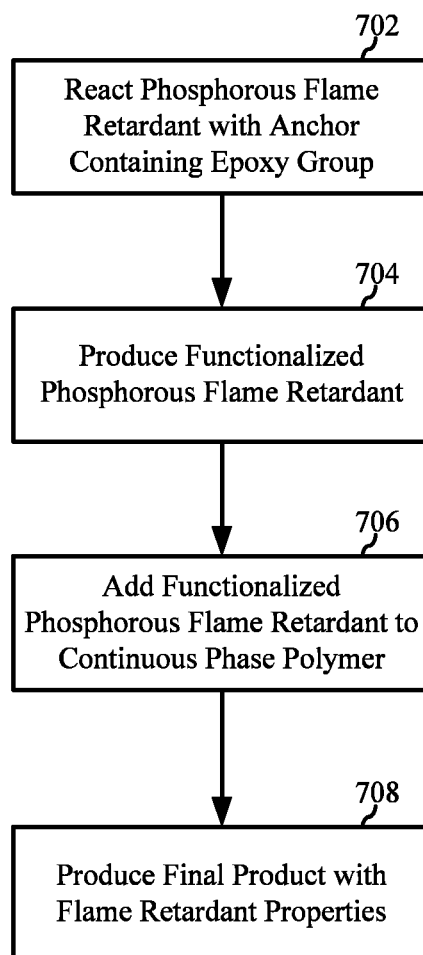 702
React Phosphorous Flame
Retardant with Anchor
Containing Epoxy Group
704
Produce Functionalized
Phosphorous Flame Retardant
706
Add Functionalized
Phosphorous Flame Retardant to
Continuous Phase Polymer
708
Produce Final Product with
Flame Retardant Properties